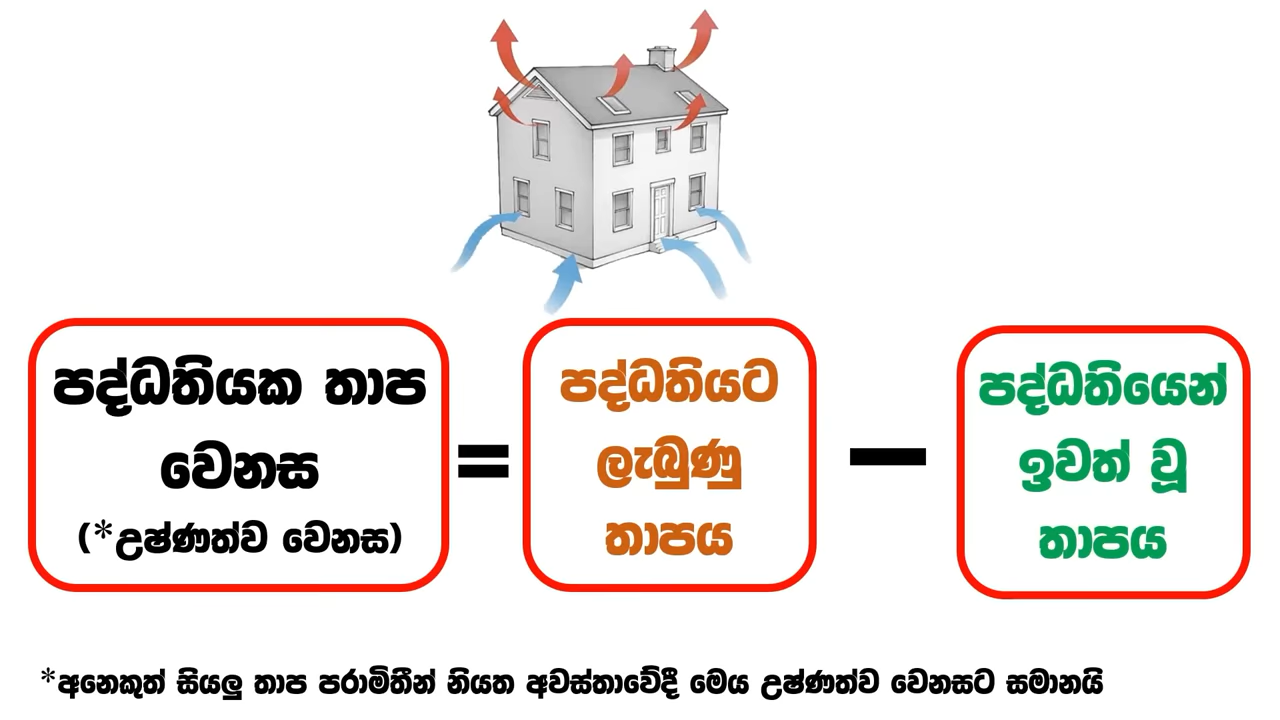 පද්ධතියක තාප
වෙනස
(*උෂ්ණත්ව වෙනස)
=
පද්ධතියට
ලැබුණු
තාපය
–
පද්ධතියෙන්
ඉවත් වූ
තාපය
*අනෙකුත් සියලු තාප පරාමිතීන් නියත අවස්තාවේදී මෙය උෂ්ණත්ව වෙනසට සමානයි